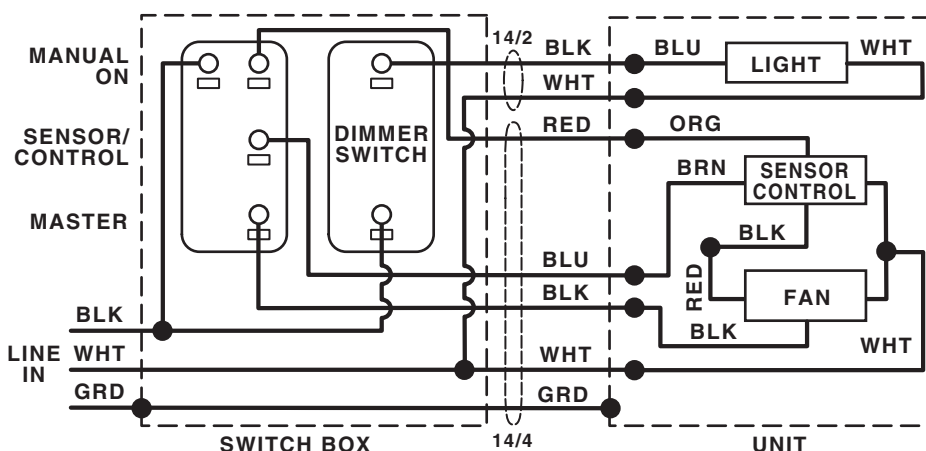 14/2
MANUAL
ON
BLK
BLU
WHT
LIGHT
WHT
SENSOR/
CONTROL
DIMMER
SWITCH
RED
ORG
BRN
SENSOR
CONTROL
MASTER
BLK
BLU
RED
BLK
FAN
BLK
BLK
LINE
IN
WHT
WHT
WHT
GRD
GRD
SWITCH BOX
14/4
UNIT